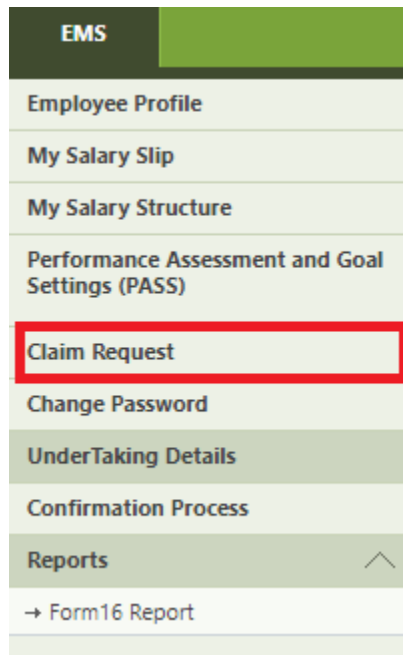 EMS
Employee Profile
My Salary Slip
My Salary Structure
Performance Assessment and Goal
Settings (PASS)
Claim Request
Change Password
UnderTaking Details
Confirmation Process
Reports
→ Form16 Report